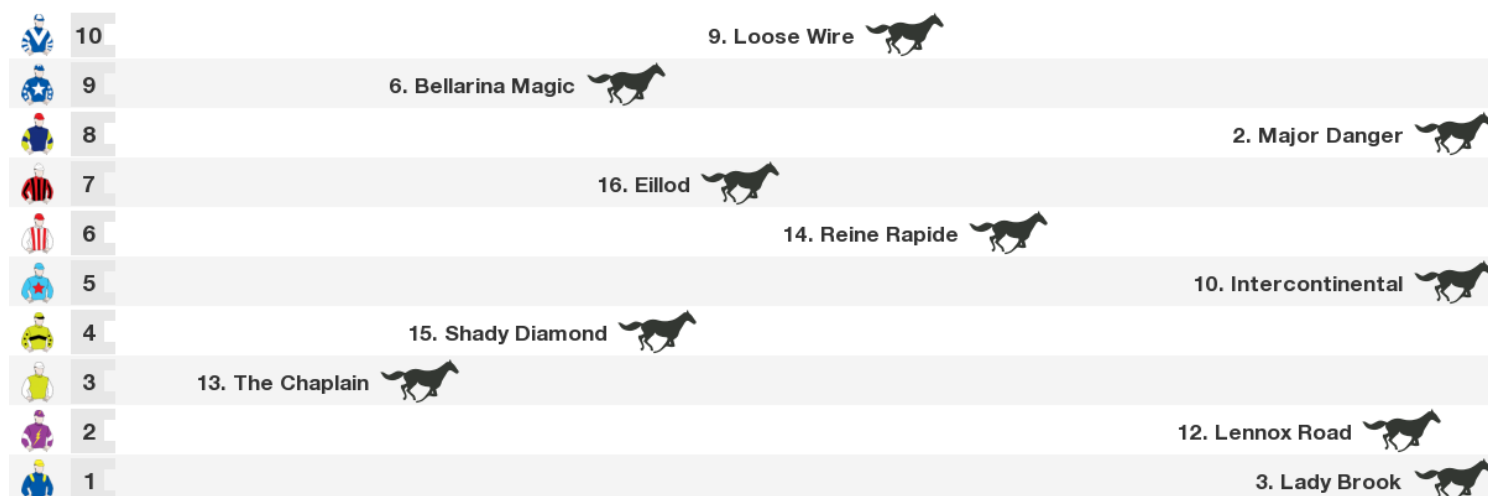 10 9. Loose Wire
9 6. Bellarina Magic
8 2. Major Danger
7 16. Eillod
6 14. Reine Rapide
5 10. Intercontinental
4 15. Shady Diamond
3 13. The Chaplain
2 12. Lennox Road
1 3. Lady Brook